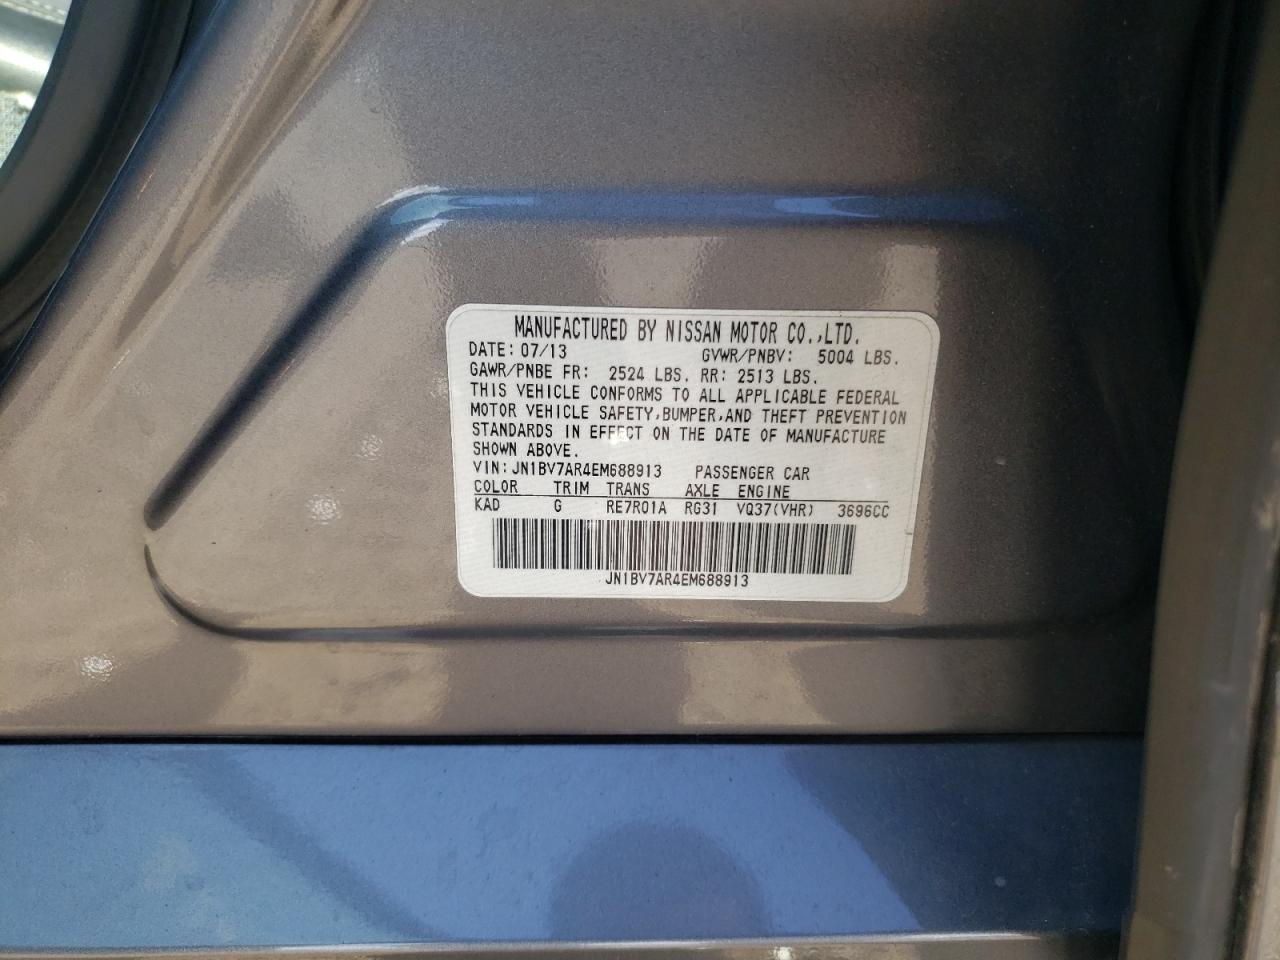 MANUFACTURED BY NISSAN MOTOR CO.,LTD.
DATE: 07/13 GVWR/PNBV: 5004 LBS.
GAWR/PNBE FR: 2524 LBS. RR: 2513 LBS.
THIS VEHICLE CONFORMS TO ALL APPLICABLE FEDERAL
MOTOR VEHICLE SAFETY,BUMPER,AND THEFT PREVENTION
STANDARDS IN EFFECT ON THE DATE OF MANUFACTURE
SHOWN ABOVE.
VIN:JN1BV7AR4EM688913 PASSENGER CAR
COLOR TRIM TRANS AXLE ENGINE
KAD G RE7R01A RG31 VQ37(VHR) 3696CC
JN1BV7AR4EM688913